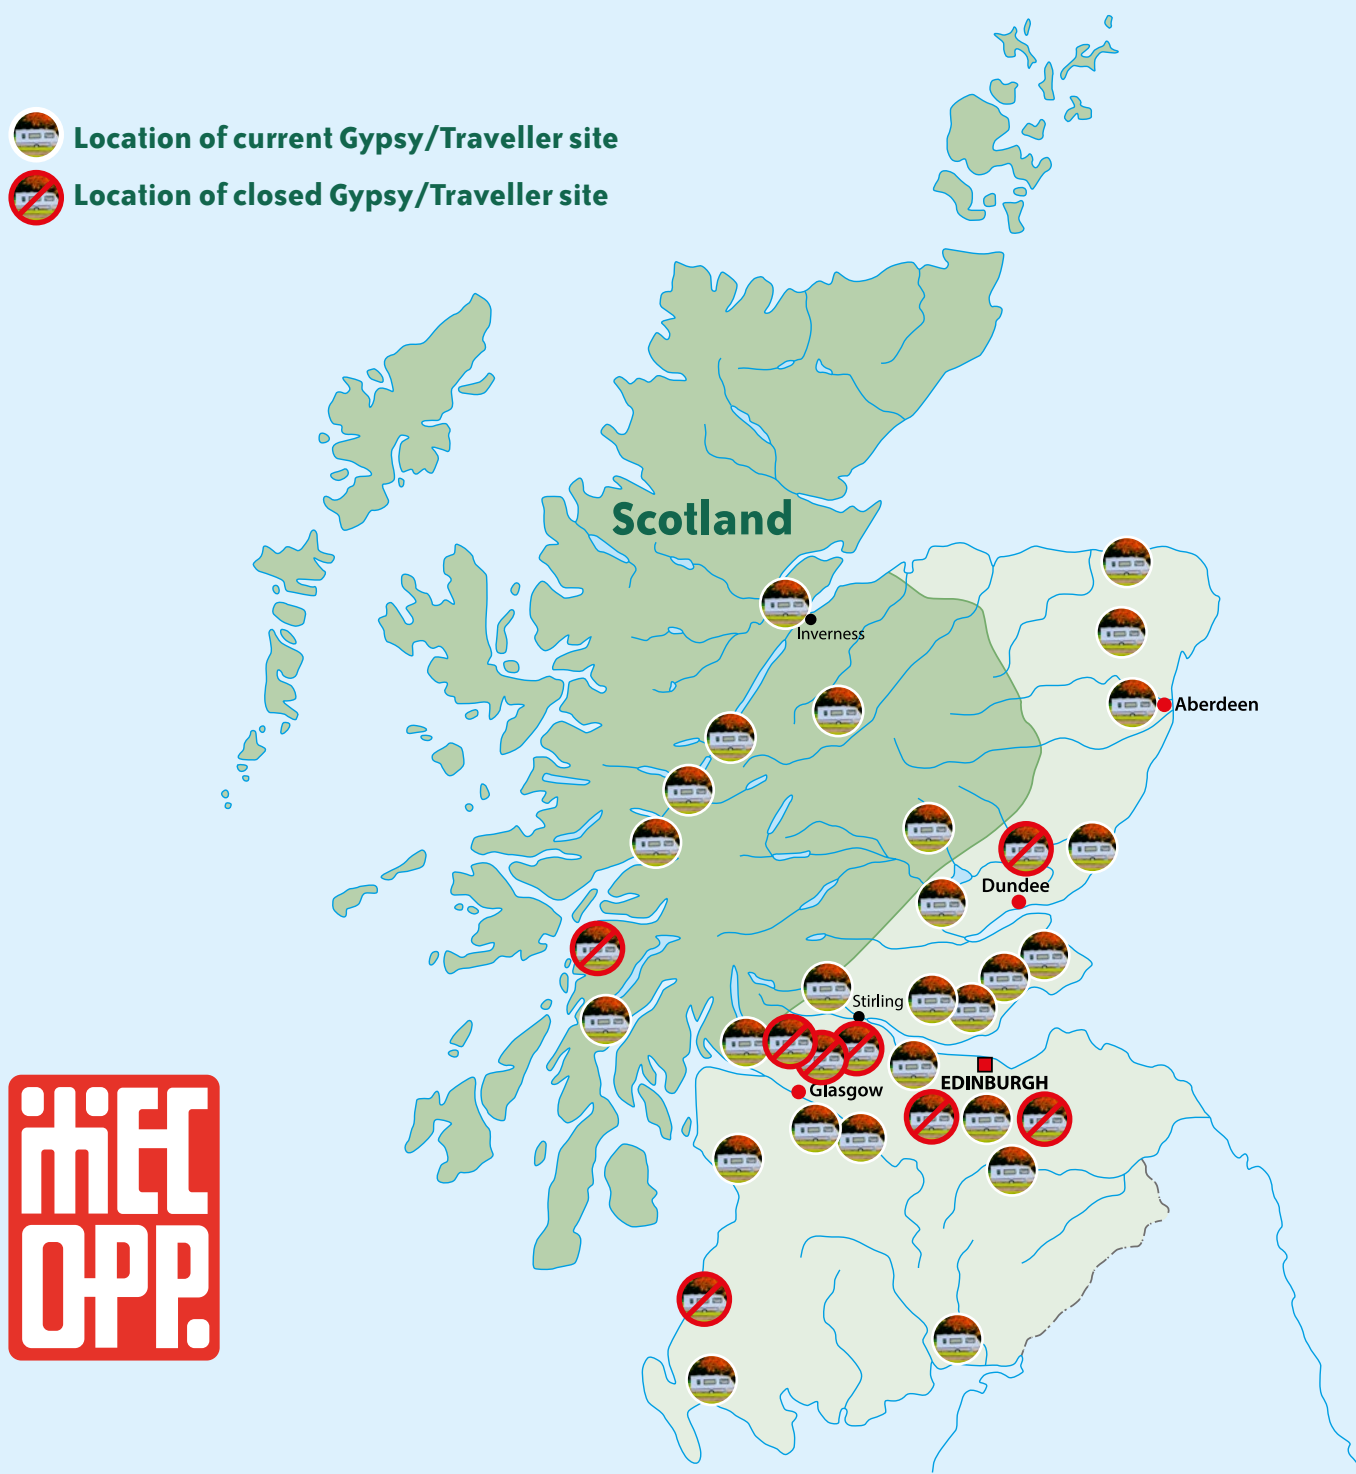 Location of current Gypsy/Traveller site
Location of closed Gypsy/Traveller site
Scotland
Inverness
Aberdeen
Dundee
Stirling
EDINBURGH
Glasgow
MEC
OPP.